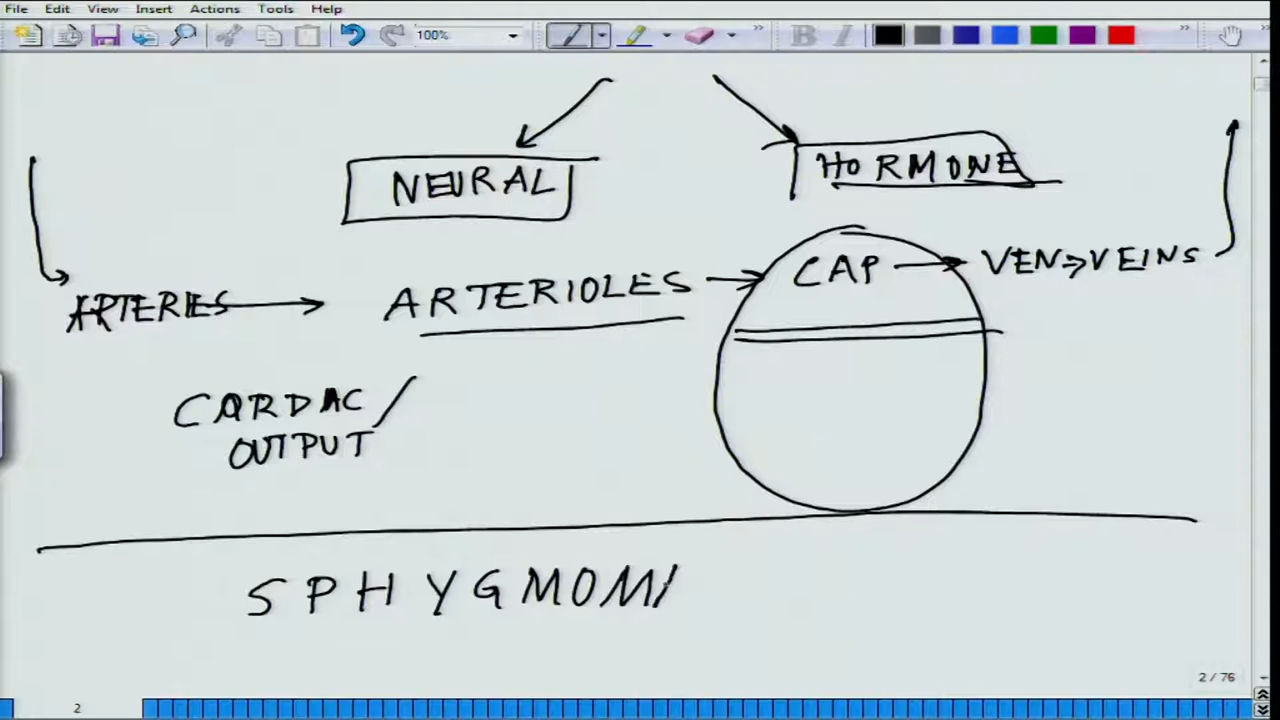 File Edit View Insert Actions Tools Help
100%
NEURAL
HORMONE
ARTERIES ARTERIOLES CAP VEN VEINS
CARDAC
OUTPUT
SPHYGMOM
2 / 76
2